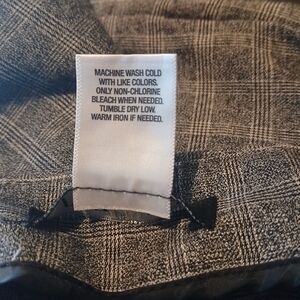 MACHINE WASH COLD
WITH LIKE COLORS.
ONLY NON-CHLORINE
BLEACH WHEN NEEDED.
TUMBLE DRY LOW.
WARM IRON IF NEEDED.